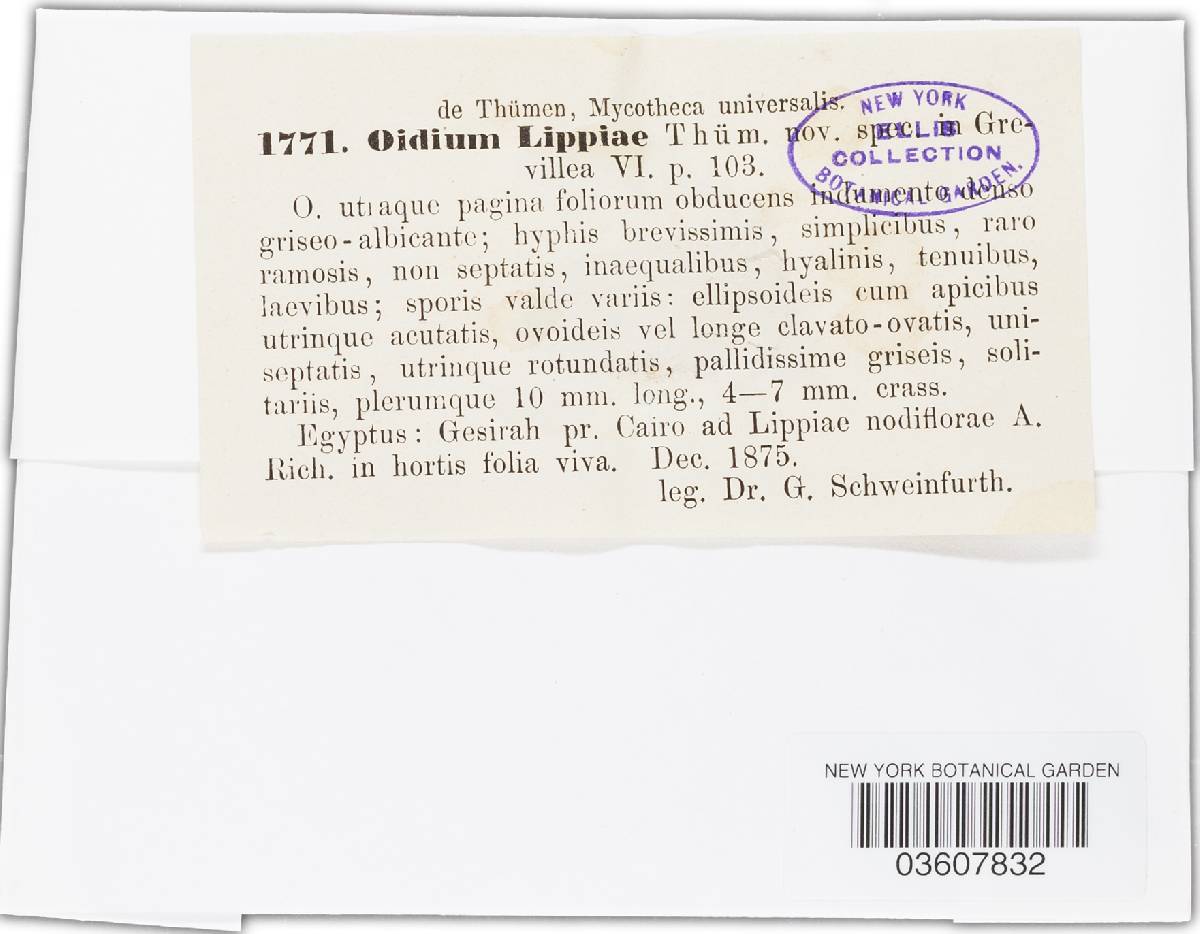 de Thümen, Mycotheca universalis.
1771. Oidium Lippiae Thüm. nov. spec. in Gre-
villea VI. p. 103.
O. utraque pagina foliorum obducens indumento denso
griseo-albicante; hyphis brevissimis, simplicibus, raro
ramosis, non septatis, inaequalibus, hyalinis, tenuibus,
laevibus; sporis valde variis: ellipsoideis cum apicibus
utrinque acutatis, ovoideis vel longe clavato-ovatis, uni-
septatis, utrinque rotundatis, pallidissime griseis, soli-
tariis, plerumque 10 mm. long., 4—7 mm. crass.
Egyptus: Gesirah pr. Cairo ad Lippiae nodiflorae A.
Rich. in hortis folia viva. Dec. 1875.
leg. Dr. G. Schweinfurth.
NEW YORK
ELLIS
COLLECTION
BOTANICAL GARDEN.
NEW YORK BOTANICAL GARDEN
03607832